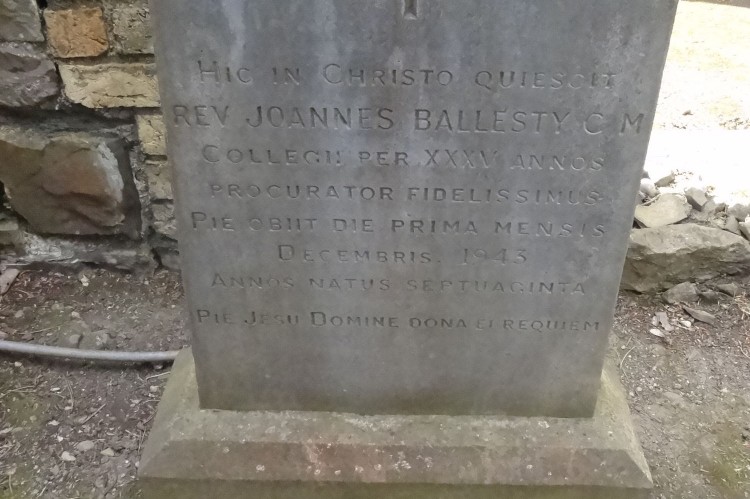 Hic in Christo quiescit
REV JOANNES BALLESTY C M
Collegii per XXXV annos
procurator fidelissimus
Pie obiit die prima mensis
Decembris. 1943
Annos natus septuaginta
Pie Jesu Domine dona ei requiem